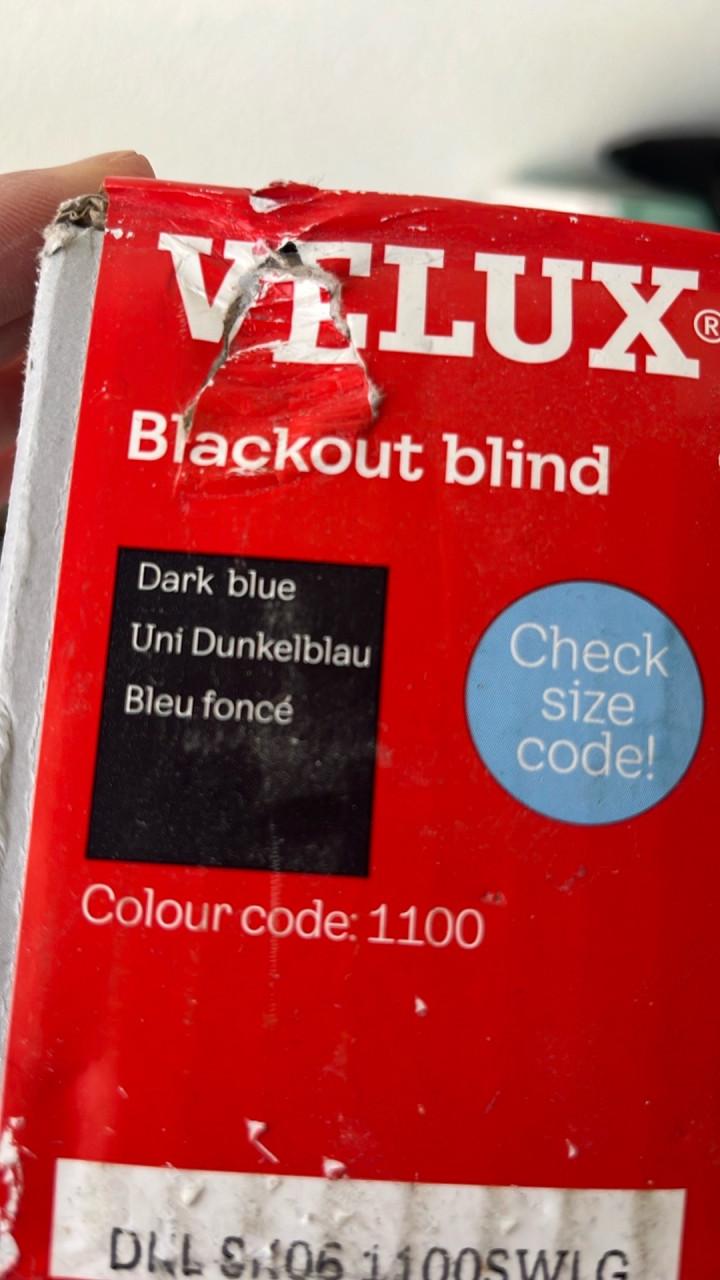 VELUX®
Blackout blind
Dark blue
Uni Dunkelblau
Bleu foncé
Check
size
code!
Colour code: 1100
1100SWLG